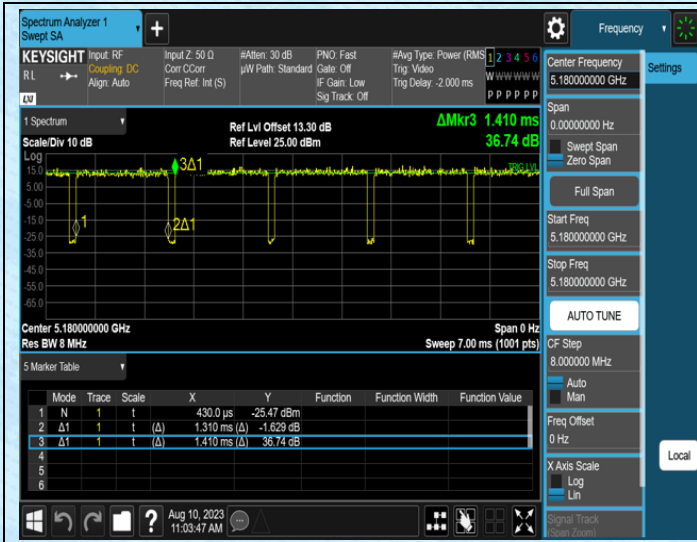 Spectrum Analyzer 1
Swept SA
+
Frequency
KEYSIGHT
RL
LXI
Input: RF
Coupling: DC
Align: Auto
Input Z: 50 Ω
Corr CCorr
Freq Ref: Int (S)
#Atten: 30 dB
µW Path: Standard
PNO: Fast
Gate: Off
IF Gain: Low
Sig Track: Off
#Avg Type: Power (RMS
Trig: Video
Trig Delay: -2.000 ms
1 2 3 4 5 6
W W W W W W
P P P P P P
1 Spectrum
Scale/Div 10 dB
Ref Lvl Offset 13.30 dB
Ref Level 25.00 dBm
ΔMkr3 1.410 ms
36.74 dB
Log
15.0
5.00
-5.00
-15.0
-25.0
-35.0
-45.0
-55.0
-65.0
3Δ1
TRIG LVL
1
2Δ1
Center 5.180000000 GHz
Res BW 8 MHz
Span 0 Hz
Sweep 7.00 ms (1001 pts)
5 Marker Table
Mode Trace Scale X Y Function Function Width Function Value
1 N 1 t 430.0 µs -25.47 dBm
2 Δ1 1 t (Δ) 1.310 ms (Δ) -1.629 dB
3 Δ1 1 t (Δ) 1.410 ms (Δ) 36.74 dB
4
5
6
?
Aug 10, 2023
11:03:47 AM
Center Frequency
5.180000000 GHz
Span
0.00000000 Hz
Swept Span
Zero Span
Full Span
Start Freq
5.180000000 GHz
Stop Freq
5.180000000 GHz
AUTO TUNE
CF Step
8.000000 MHz
Auto
Man
Freq Offset
0 Hz
X Axis Scale
Log
Lin
Signal Track
(Span Zoom)
Settings
Local